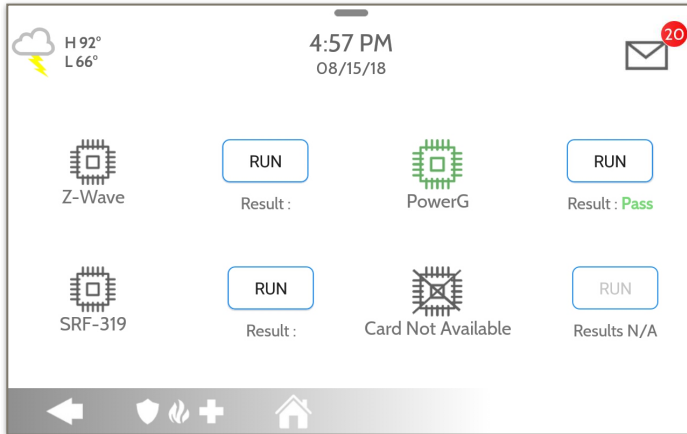 H 92°
L 66°
4:57 PM
08/15/18
20
RUN
Z-Wave
Result :
RUN
PowerG
Result : Pass
RUN
SRF-319
Result :
RUN
Card Not Available
Results N/A